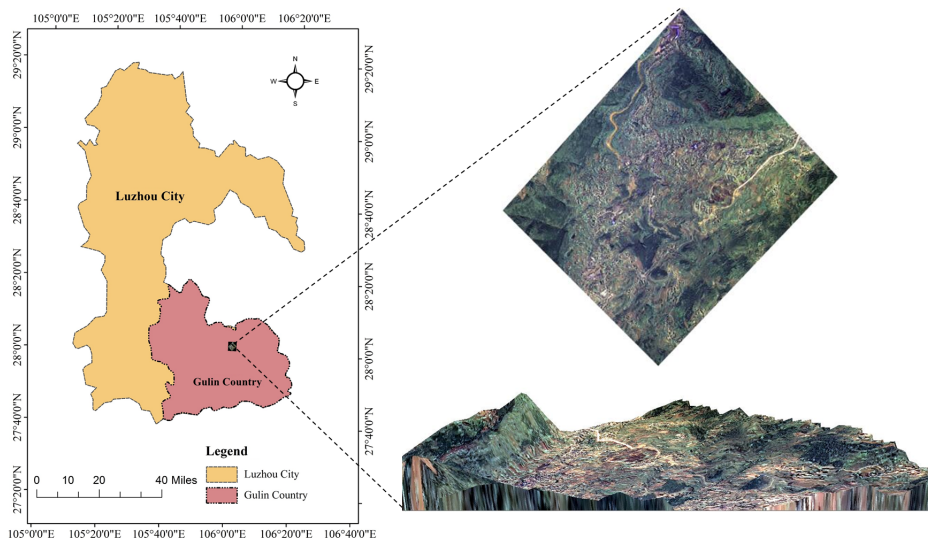 105°0'0"E 105°20'0"E 105°40'0"E 106°0'0"E 106°20'0"E
29°20'0"N
29°0'0"N
28°40'0"N
28°20'0"N
28°0'0"N
27°40'0"N
27°20'0"N
N
W E
S
Luzhou City
Gulin Country
Legend
Luzhou City
Gulin Country
0 10 20 40 Miles
29°20'0"N
29°0'0"N
28°40'0"N
28°20'0"N
28°0'0"N
27°40'0"N
27°20'0"N
105°0'0"E 105°20'0"E 105°40'0"E 106°0'0"E 106°20'0"E